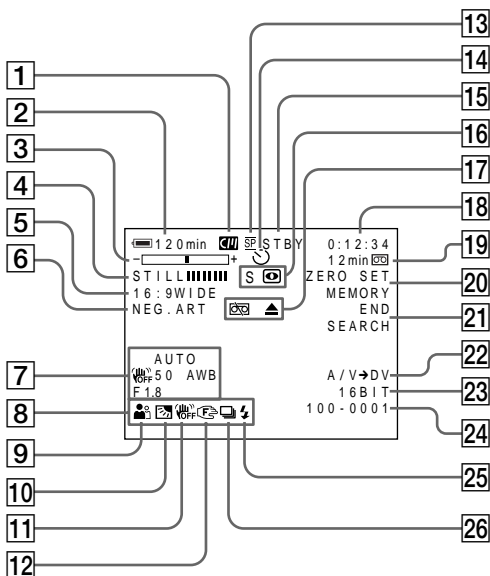 13
14
1
15
2
16
3
17
4
18
5
19
6
20
21
120min SP STBY 0:12:34
- +
12min
STILL S ZERO SET
16:9WIDE MEMORY
NEG.ART END
SEARCH
22
7
AUTO
OFF 50 AWB
A/V→DV
F1.8
23
16BIT
8
OFF F
100-0001
24
9
10
25
11
26
12